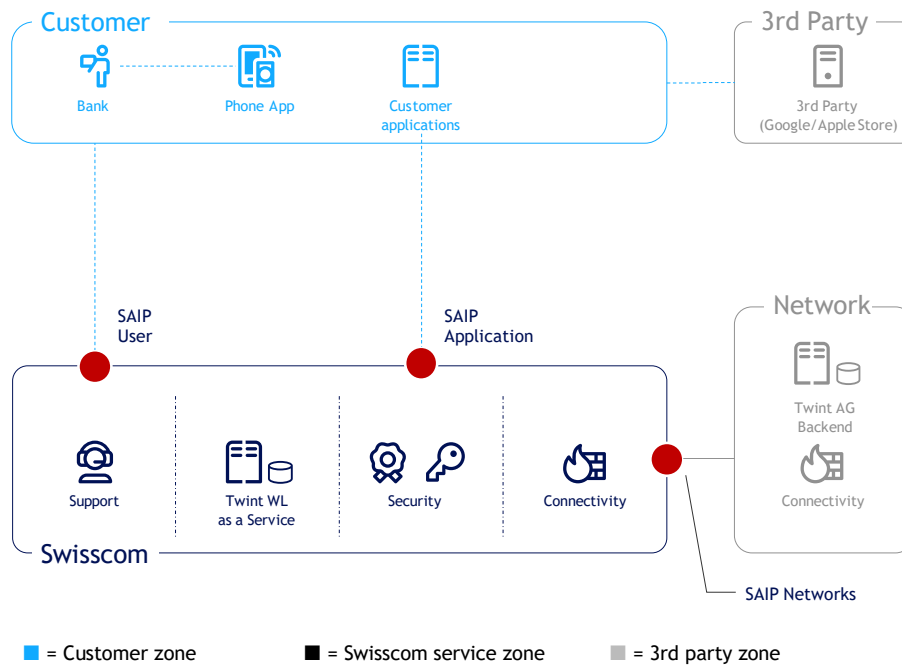 Customer
3rd Party
Bank
Phone App
Customer
applications
3rd Party
(Google/Apple Store)
SAIP
User
SAIP
Application
Network
Twint AG
Backend
Support
Twint WL
as a Service
Security
Connectivity
Connectivity
Swisscom
SAIP Networks
= Customer zone
= Swisscom service zone
= 3rd party zone